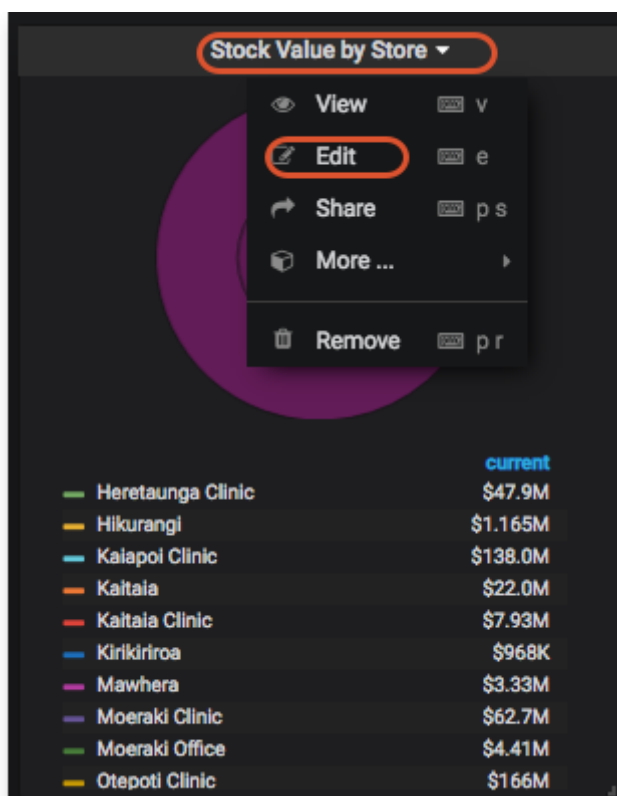 Stock Value by Store
View v
Edit e
Share p s
More ...
Remove p r
current
Heretaunga Clinic $47.9M
Hikurangi $1.165M
Kaiapoi Clinic $138.0M
Kaitaia $22.0M
Kaitaia Clinic $7.93M
Kirikiriroa $968K
Mawhera $3.33M
Moeraki Clinic $62.7M
Moeraki Office $4.41M
Otepoti Clinic $166M